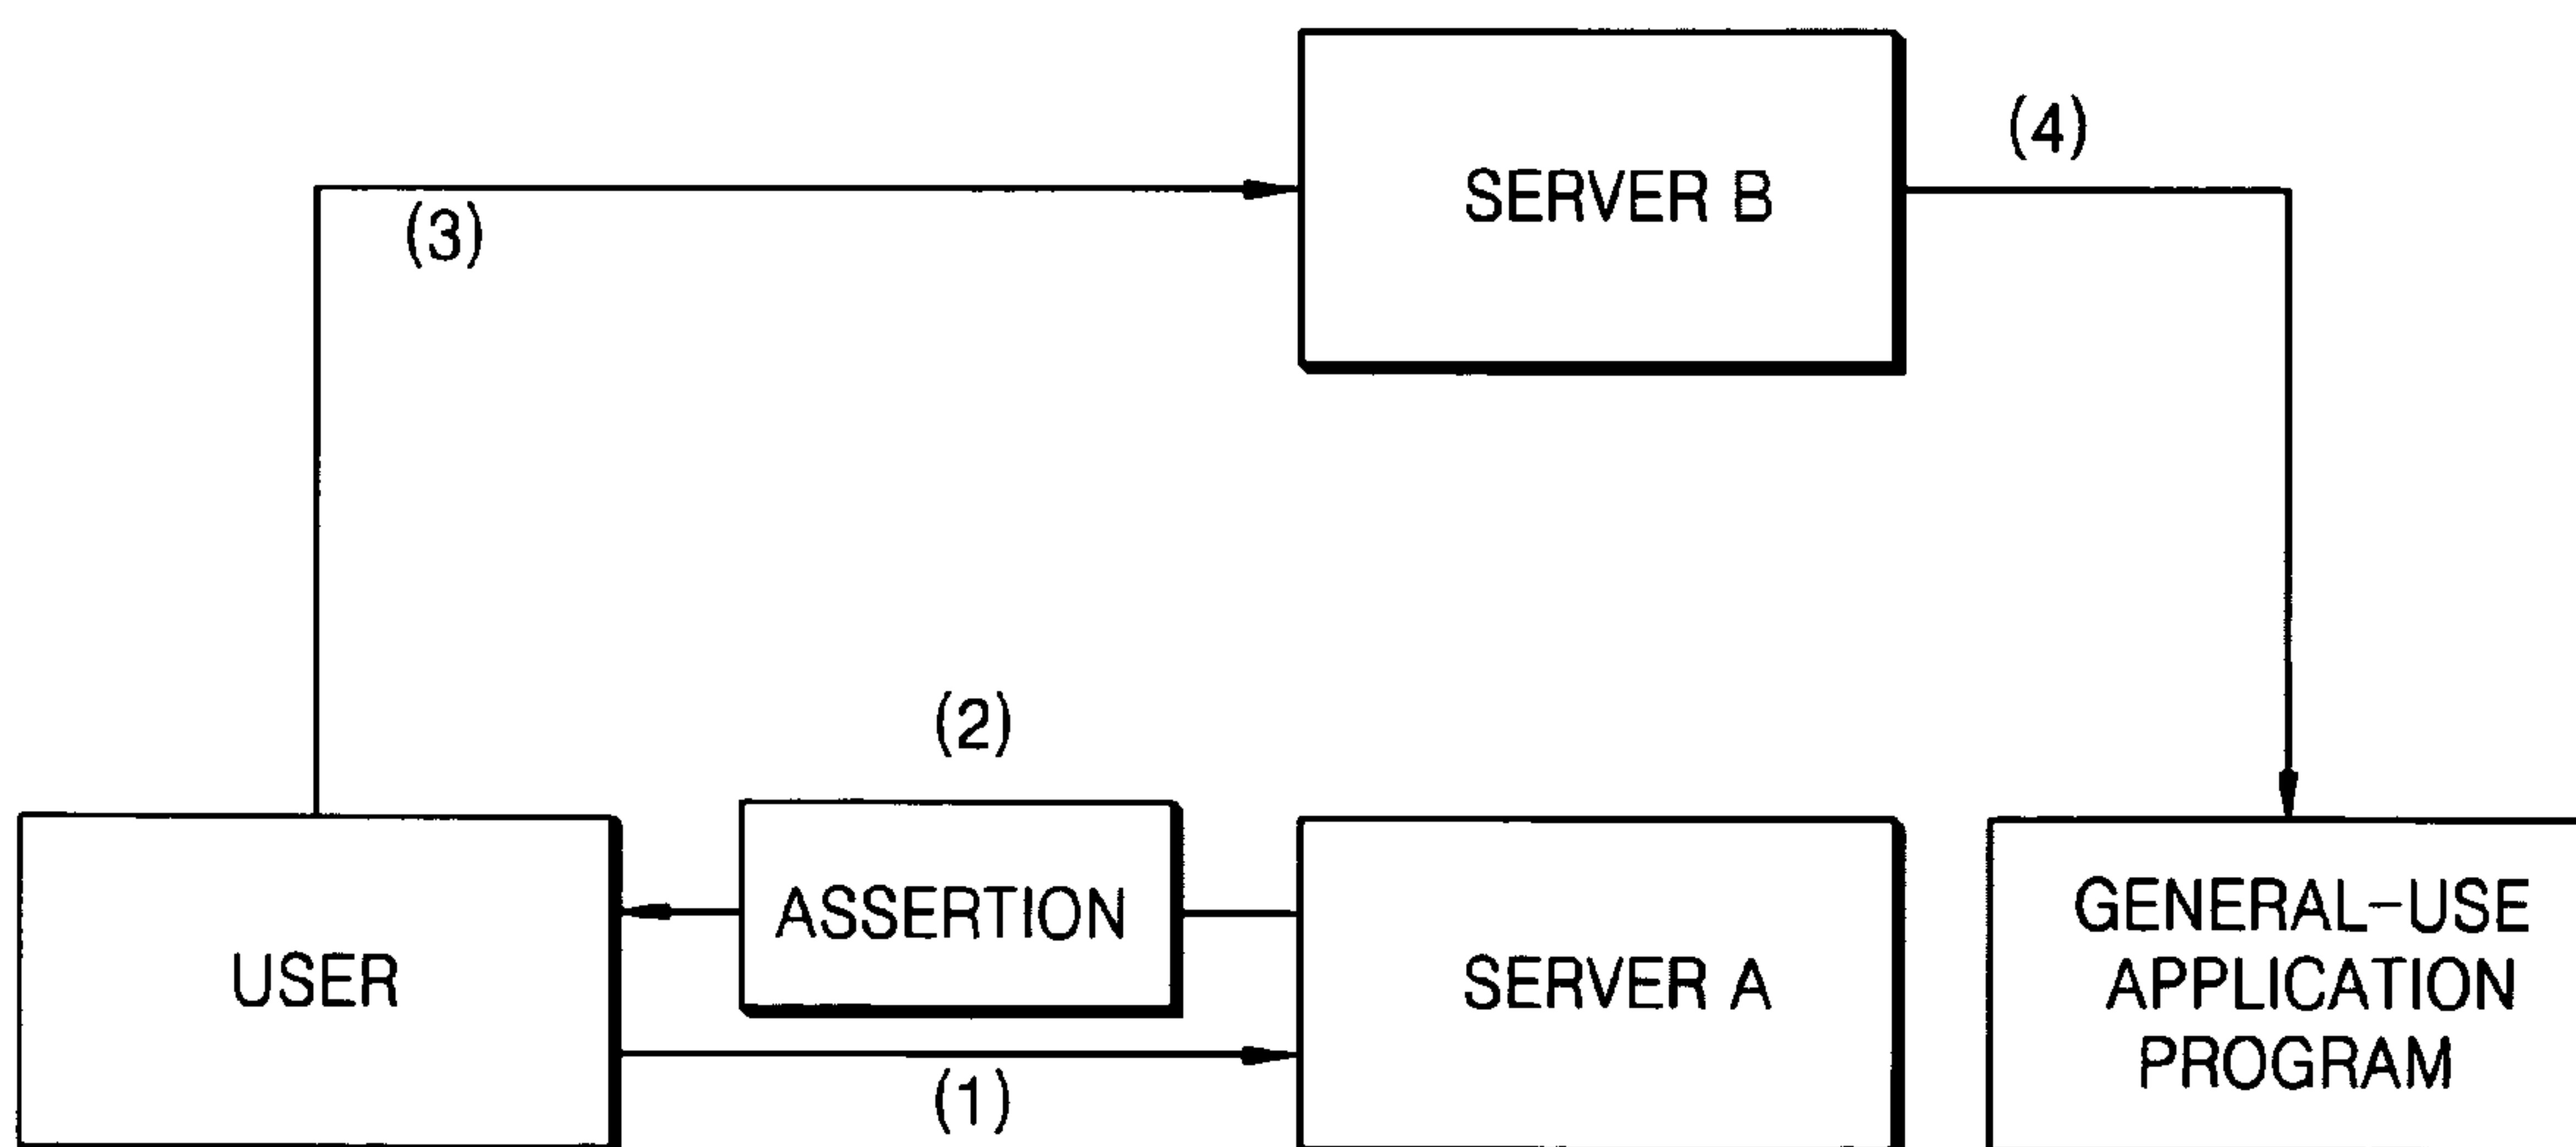 SERVER B
(4)
(3)
(2)
ASSERTION
USER
SERVER A
GENERAL-USE
APPLICATION
PROGRAM
(1)